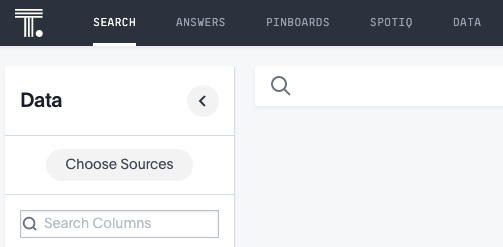 SEARCH ANSWERS PINBOARDS SPOTIQ DATA
Data
Choose Sources
Search Columns